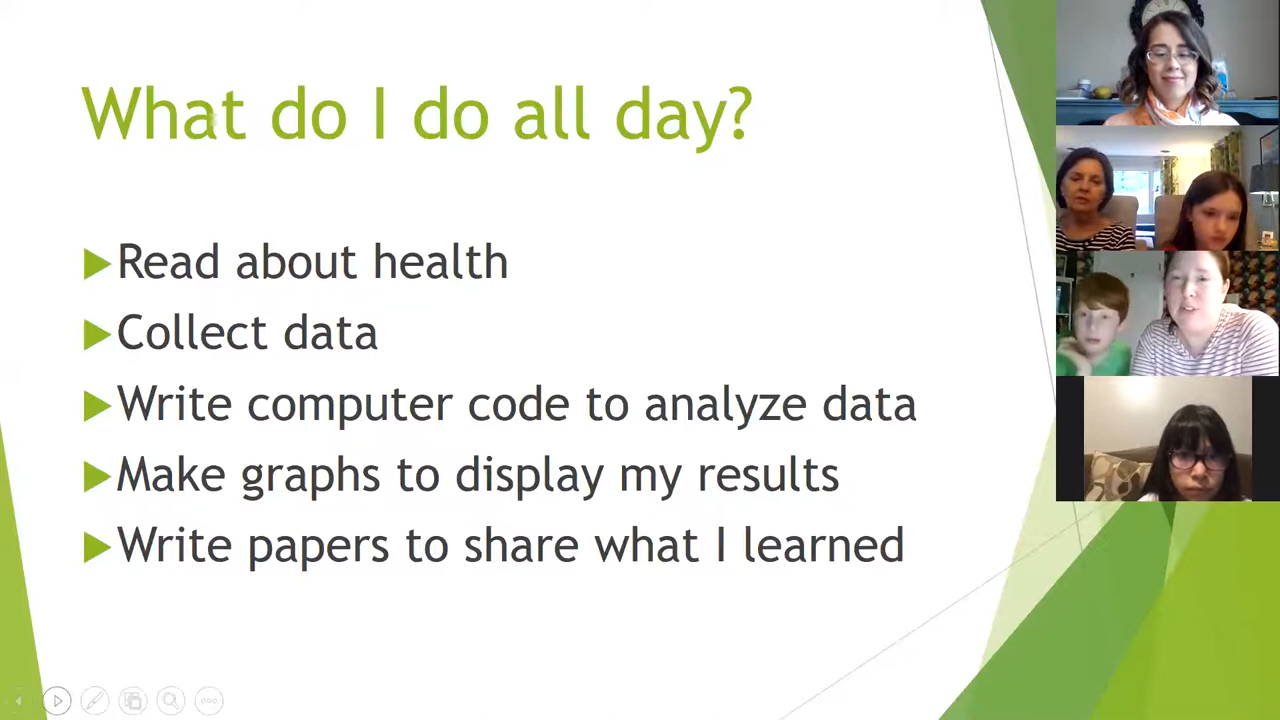 What do I do all day?
Read about health
Collect data
Write computer code to analyze data
Make graphs to display my results
Write papers to share what I learned